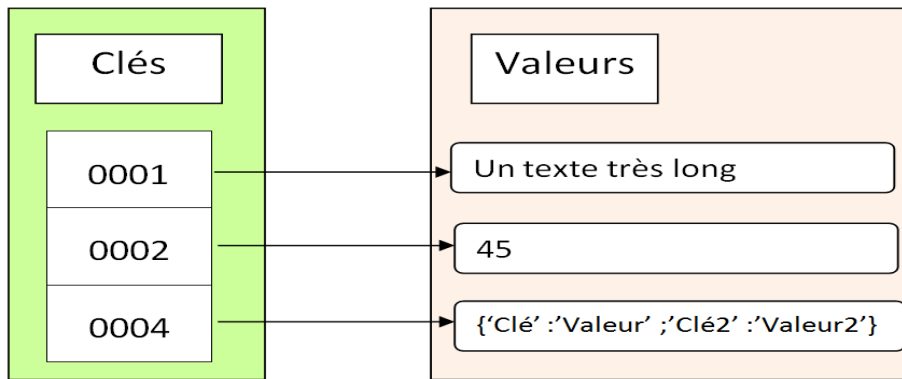 Clés
Valeurs
0001
Un texte très long
0002
45
0004
{‘Clé’ :’Valeur’ ;’Clé2’ :’Valeur2’}